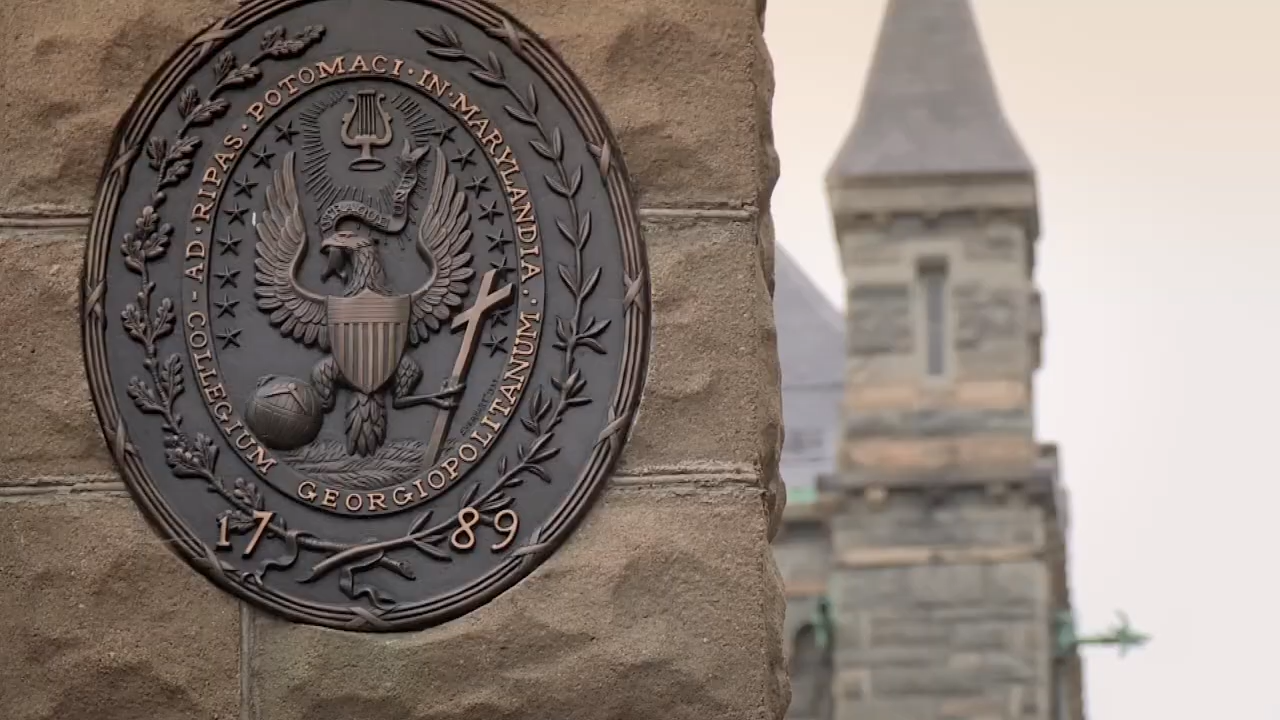 COLLEGIUM · GEORGIOPOLITANUM ·
AD · RIPAS · POTOMACI · IN · MARYLANDIA ·
17 89